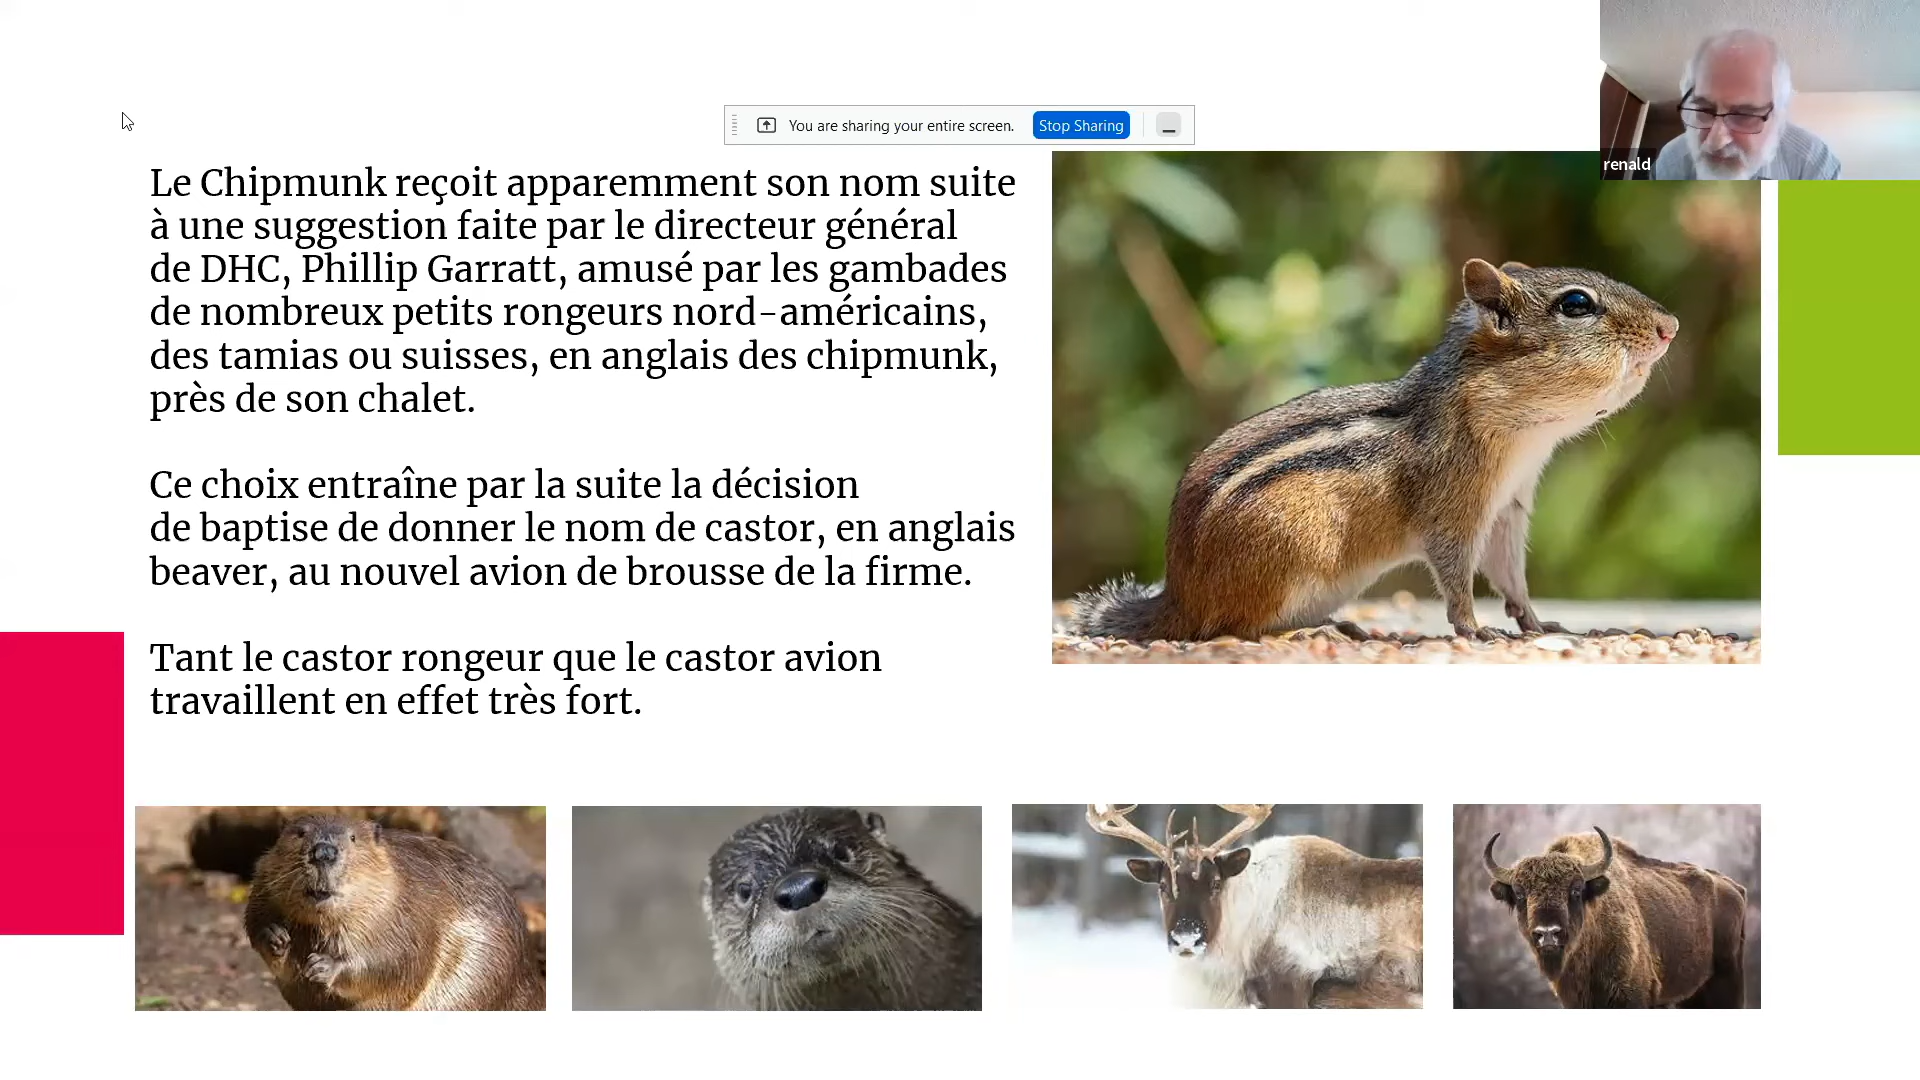 You are sharing your entire screen.
Stop Sharing
renald
Le Chipmunk reçoit apparemment son nom suite
à une suggestion faite par le directeur général
de DHC, Phillip Garratt, amusé par les gambades
de nombreux petits rongeurs nord-américains,
des tamias ou suisses, en anglais des chipmunk,
près de son chalet.
Ce choix entraîne par la suite la décision
de baptise de donner le nom de castor, en anglais
beaver, au nouvel avion de brousse de la firme.
Tant le castor rongeur que le castor avion
travaillent en effet très fort.